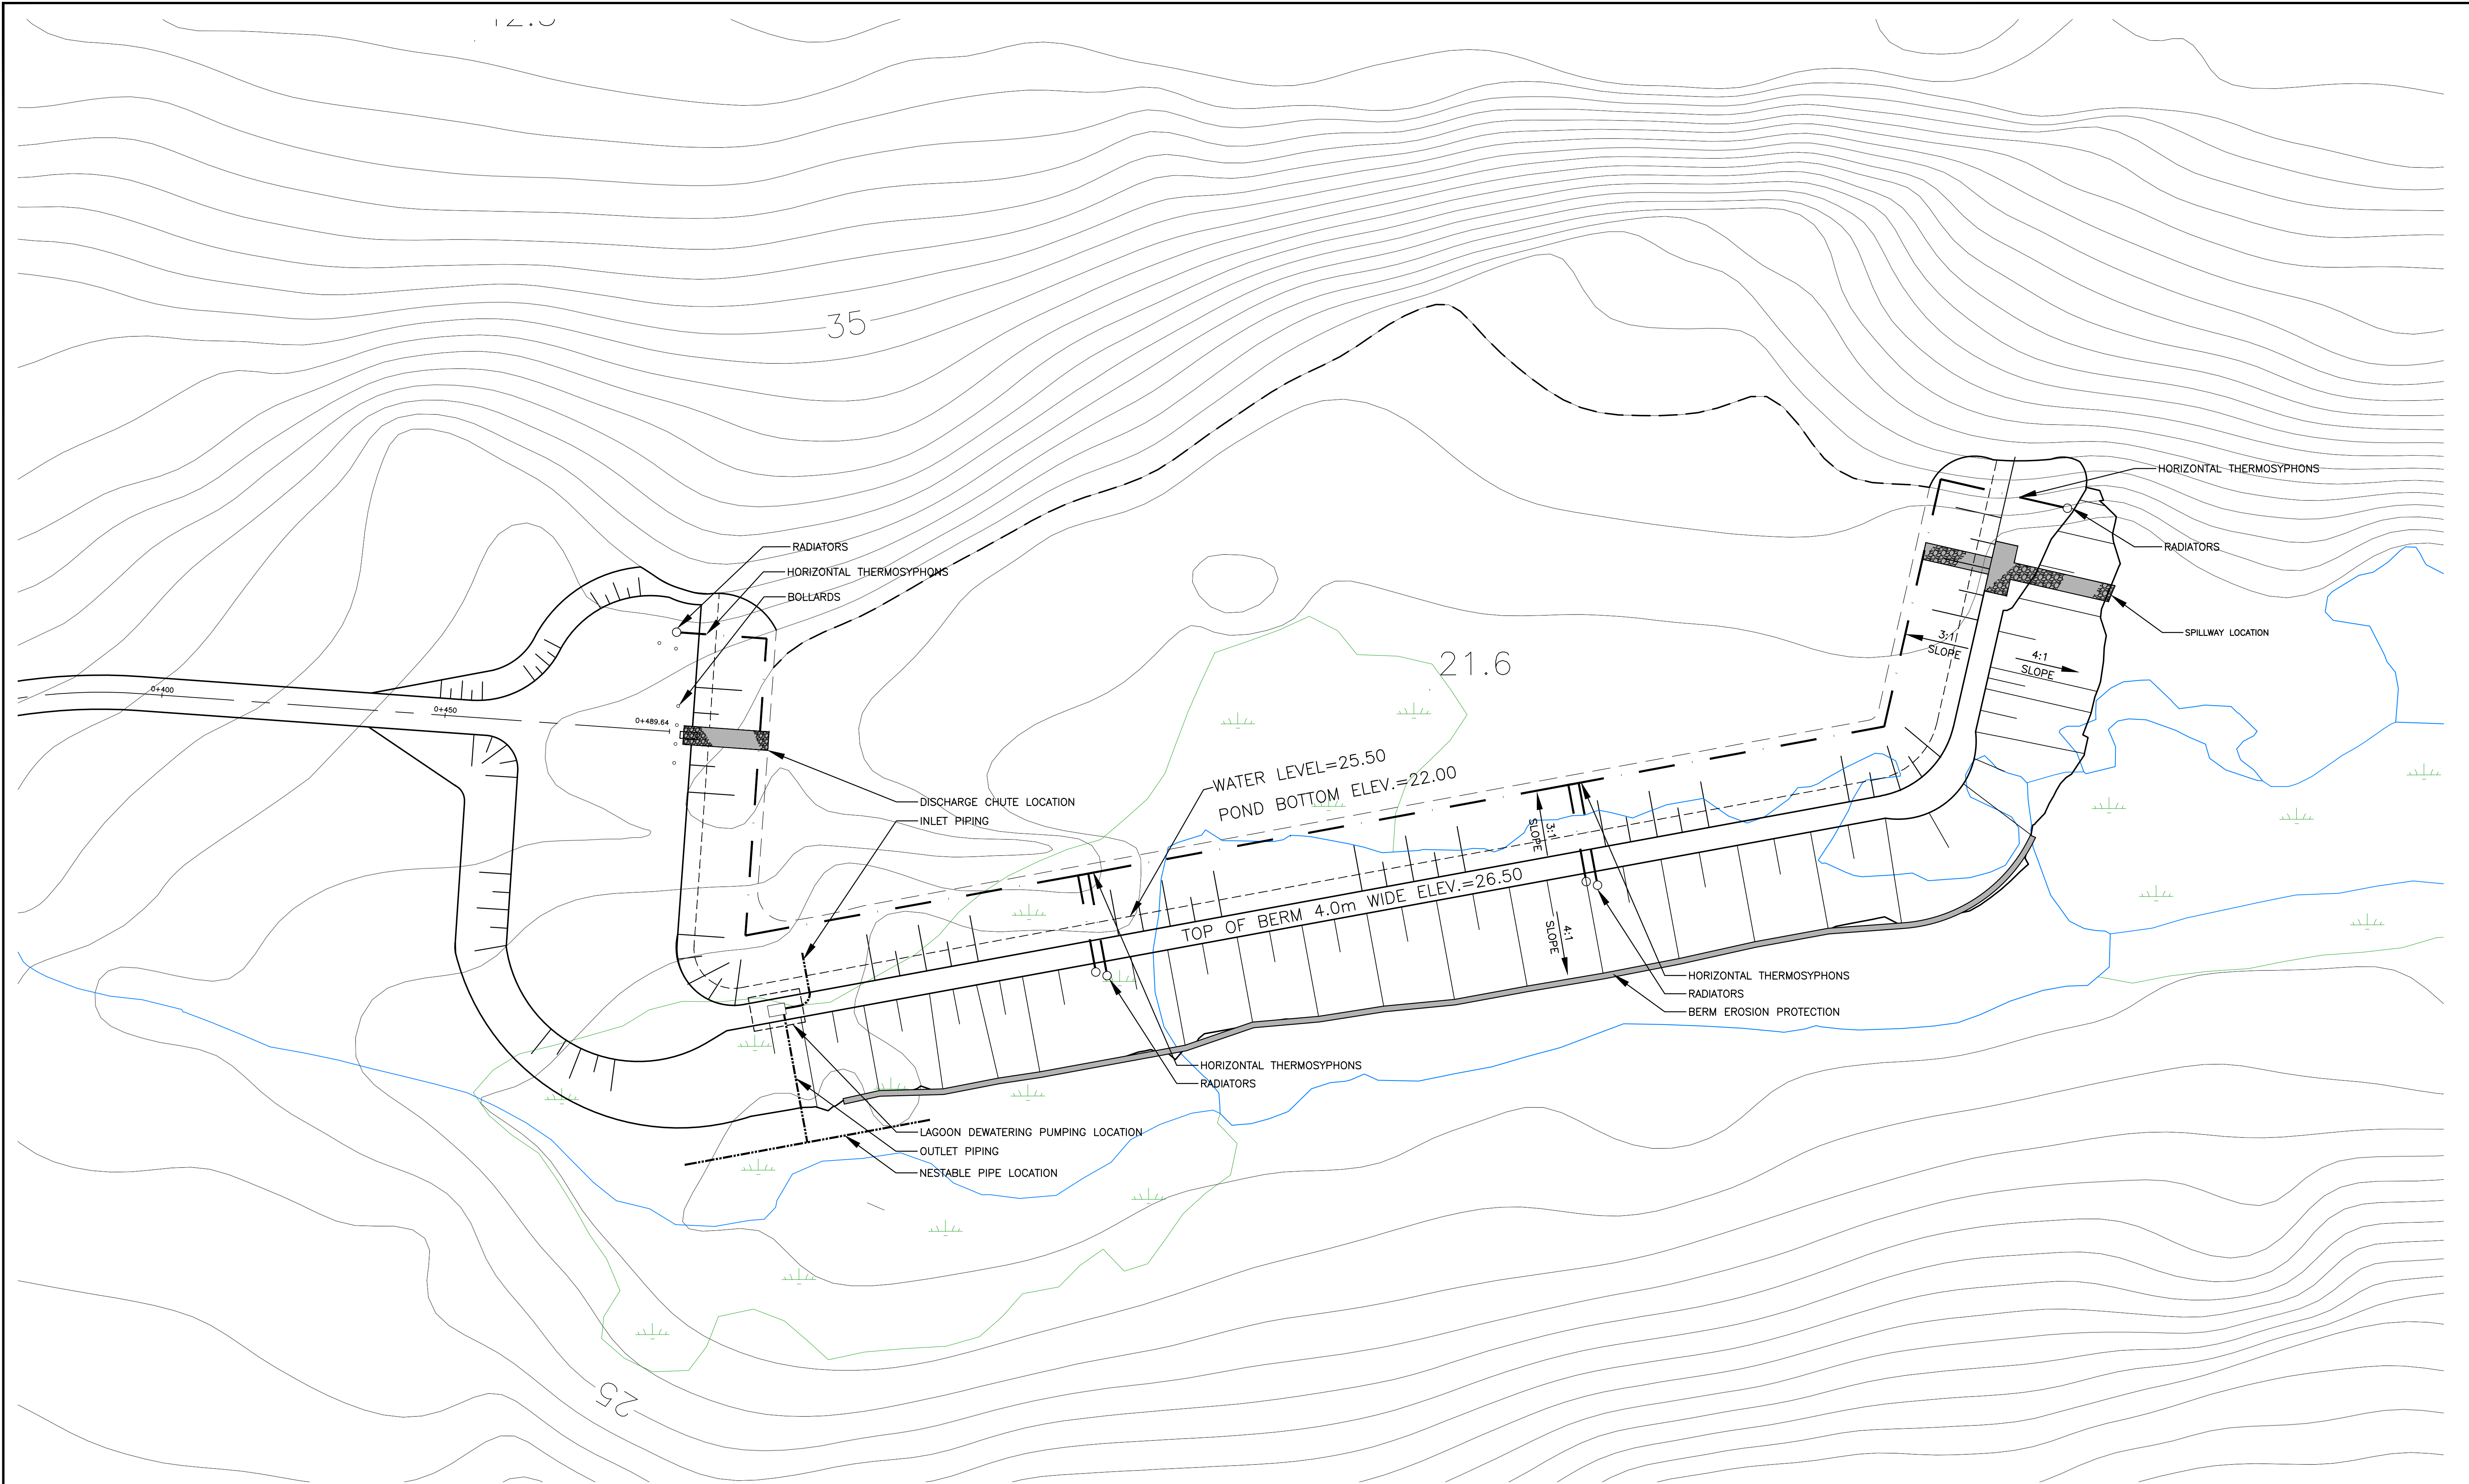 35
HORIZONTAL THERMOSYPHONS
RADIATORS
SPILLWAY LOCATION
3:1
SLOPE
4:1
SLOPE
RADIATORS
HORIZONTAL THERMOSYPHONS
BOLLARDS
0+400
0+450
0+489.64
21.6
WATER LEVEL=25.50
POND BOTTOM ELEV.=22.00
DISCHARGE CHUTE LOCATION
INLET PIPING
3:1
SLOPE
TOP OF BERM 4.0m WIDE ELEV.=26.50
4:1
SLOPE
HORIZONTAL THERMOSYPHONS
RADIATORS
BERM EROSION PROTECTION
HORIZONTAL THERMOSYPHONS
RADIATORS
LAGOON DEWATERING PUMPING LOCATION
OUTLET PIPING
NESTABLE PIPE LOCATION
25